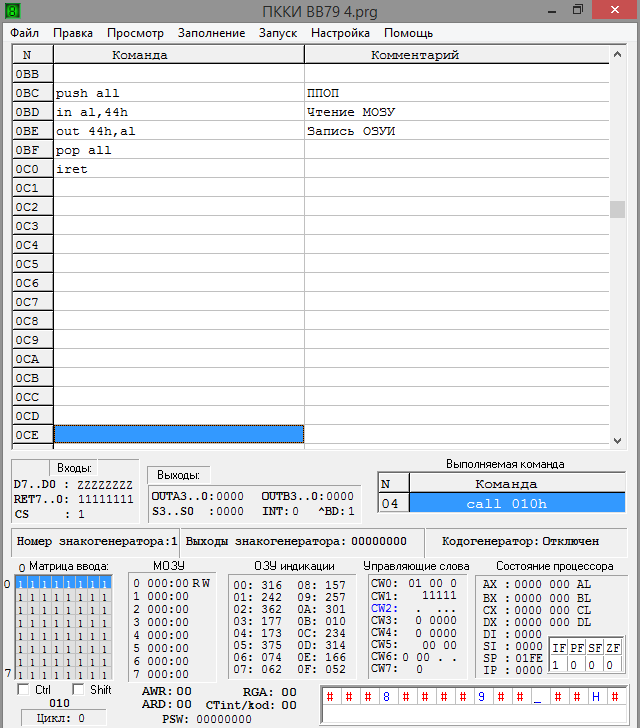 ПККИ ВВ79 4.prg
Файл Правка Просмотр Заполнение Запуск Настройка Помощь
N Команда Комментарий
0BB
0BC push all ППОП
0BD in al,44h Чтение МОЗУ
0BE out 44h,al Запись ОЗУИ
0BF pop all
0C0 iret
0C1
0C2
0C3
0C4
0C5
0C6
0C7
0C8
0C9
0CA
0CB
0CC
0CD
0CE
Входы:
D7..D0 : ZZZZZZZZ
RET7..0: 11111111
CS : 1
Выходы:
OUTA3..0:0000 OUTB3..0:0000
S3..S0 :0000 INT:0 ^BD:1
Выполняемая команда
N Команда
04 call 010h
Номер знакогенератора:1 Выходы знакогенератора: 00000000 Кодогенератор: Отключен
0 Матрица ввода:
0 1 1 1 1 1 1 1 1
1 1 1 1 1 1 1 1
1 1 1 1 1 1 1 1
1 1 1 1 1 1 1 1
1 1 1 1 1 1 1 1
1 1 1 1 1 1 1 1
1 1 1 1 1 1 1 1
7 1 1 1 1 1 1 1 1
Ctrl Shift
010
Цикл: 0
МОЗУ
0 000:00 R W
1 000:00
2 000:00
3 000:00
4 000:00
5 000:00
6 000:00
7 000:00
ОЗУ индикации
00: 316 08: 157
01: 242 09: 257
02: 362 0A: 301
03: 177 0B: 010
04: 173 0C: 234
05: 375 0D: 314
06: 074 0E: 166
07: 062 0F: 052
Управляющие слова
CW0: 01 00 0
CW1: 11111
CW2: . ...
CW3: 0 0000
CW4: 0 0000
CW5: 00 00
CW6: 0 00 . .
CW7: 0
Состояние процессора
AX : 0000 000 AL
BX : 0000 000 BL
CX : 0000 000 CL
DX : 0000 000 DL
DI : 0000
SI : 0000
SP : 01FE
IP : 0000
IF PF SF ZF
1 0 0 0
AWR: 00 RGA: 00
ARD: 00 CTint/kod: 00
PSW: 00000000
# # # 8 # # # 9 # # _ # # H #